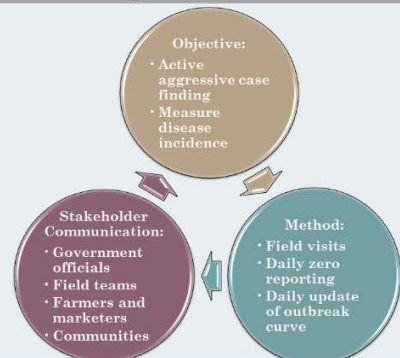 Objective:
• Active
aggressive case
finding
• Measure
disease
incidence
Method:
• Field visits
• Daily zero
reporting
• Daily update
of outbreak
curve
Stakeholder
Communication:
• Government
officials
• Field teams
• Farmers and
marketers
• Communities